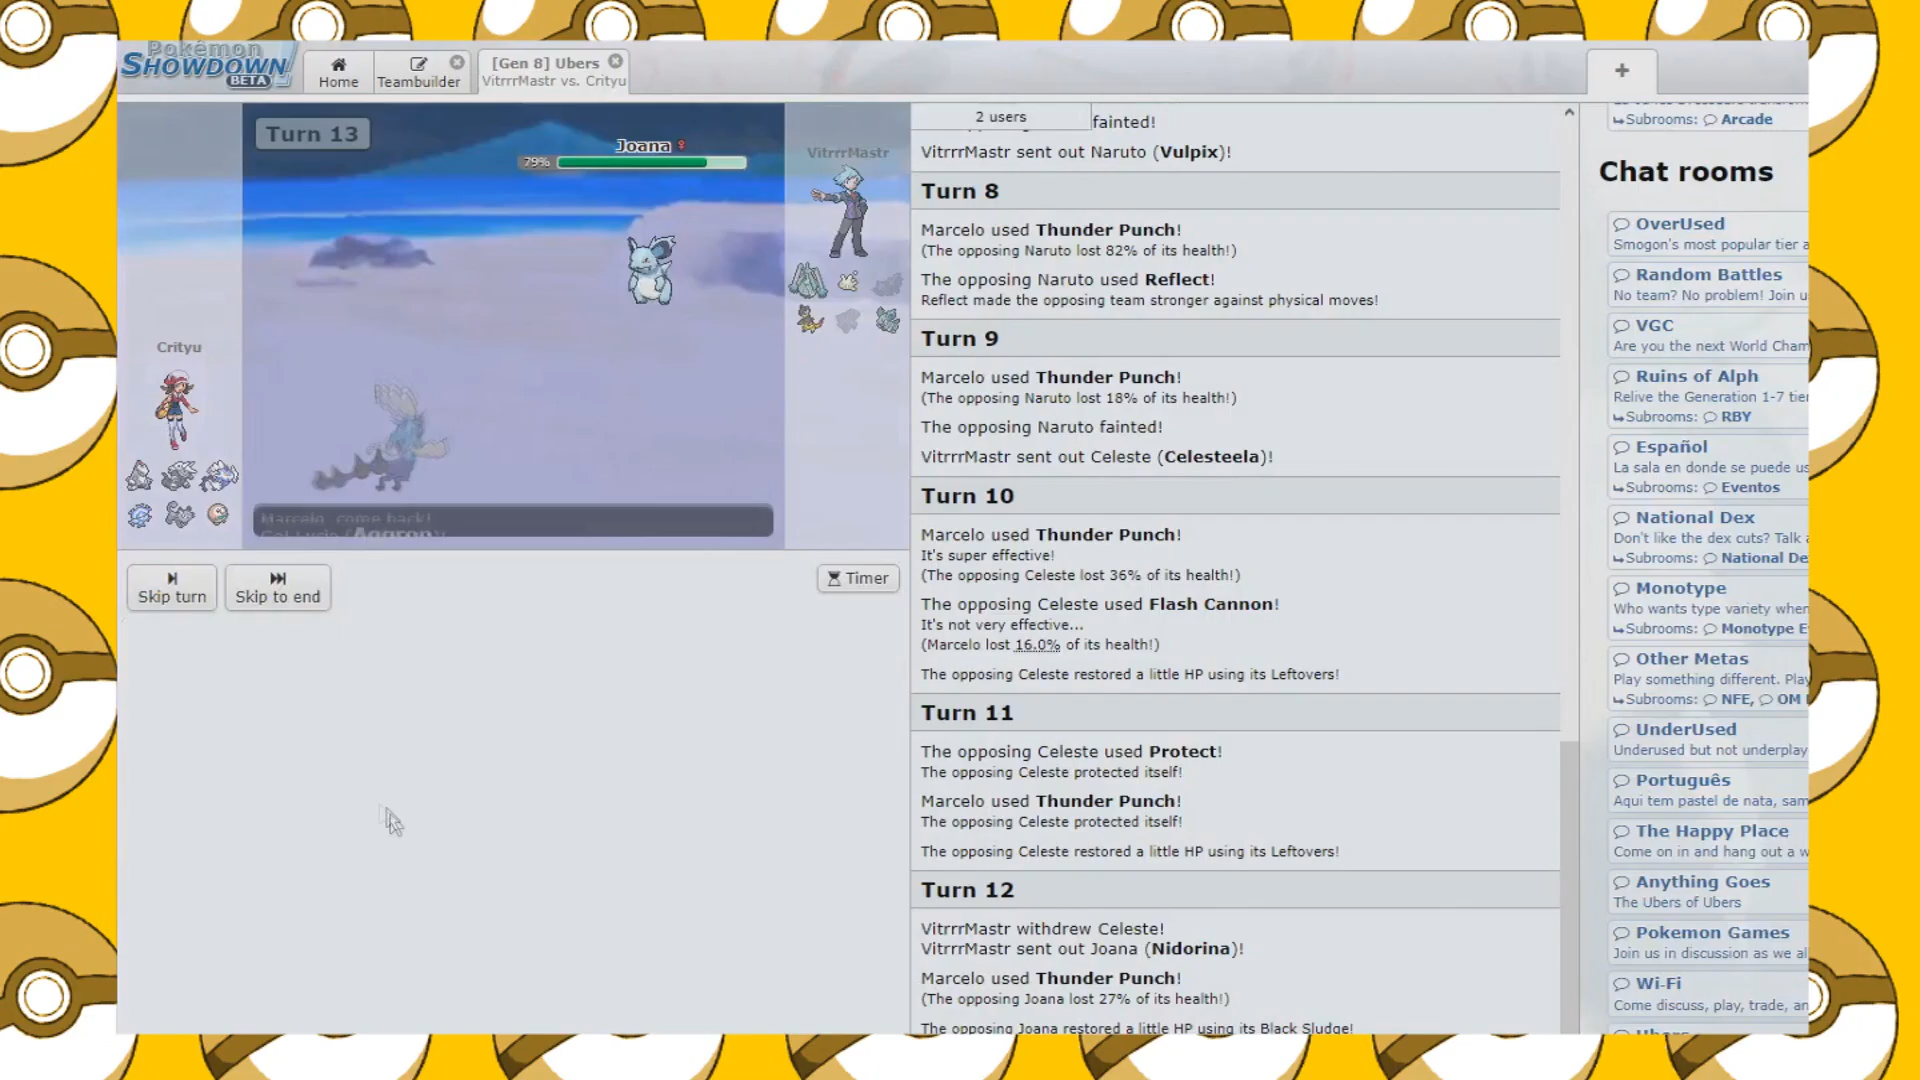 Pokémon
SHOWDOWN
BETA
Home
Teambuilder
[Gen 8] Ubers
VitrrrMastr vs. Crityu
+
Turn 13
Joana ♀
79%
VitrrrMastr
Crityu
Marcelo, come back!
Go! Lucia (Aggron)!
Skip turn
Skip to end
Timer
2 users
fainted!
VitrrrMastr sent out Naruto (Vulpix)!
Turn 8
Marcelo used Thunder Punch!
(The opposing Naruto lost 82% of its health!)
The opposing Naruto used Reflect!
Reflect made the opposing team stronger against physical moves!
Turn 9
Marcelo used Thunder Punch!
(The opposing Naruto lost 18% of its health!)
The opposing Naruto fainted!
VitrrrMastr sent out Celeste (Celesteela)!
Turn 10
Marcelo used Thunder Punch!
It's super effective!
(The opposing Celeste lost 36% of its health!)
The opposing Celeste used Flash Cannon!
It's not very effective...
(Marcelo lost 16.0% of its health!)
The opposing Celeste restored a little HP using its Leftovers!
Turn 11
The opposing Celeste used Protect!
The opposing Celeste protected itself!
Marcelo used Thunder Punch!
The opposing Celeste protected itself!
The opposing Celeste restored a little HP using its Leftovers!
Turn 12
VitrrrMastr withdrew Celeste!
VitrrrMastr sent out Joana (Nidorina)!
Marcelo used Thunder Punch!
(The opposing Joana lost 27% of its health!)
The opposing Joana restored a little HP using its Black Sludge!
↳Subrooms: Arcade
Chat rooms
OverUsed
Smogon's most popular tier a
Random Battles
No team? No problem! Join u
VGC
Are you the next World Cham
Ruins of Alph
Relive the Generation 1-7 tier
↳Subrooms: RBY
Español
La sala en donde se puede us
↳Subrooms: Eventos
National Dex
Don't like the dex cuts? Talk a
↳Subrooms: National De
Monotype
Who wants type variety when
↳Subrooms: Monotype E
Other Metas
Play something different. Play
↳Subrooms: NFE, OM
UnderUsed
Underused but not underplay
Português
Aqui tem pastel de nata, sam
The Happy Place
Come on in and hang out a w
Anything Goes
The Ubers of Ubers
Pokemon Games
Join us in discussion as we al
Wi-Fi
Come discuss, play, trade, an
Ubers